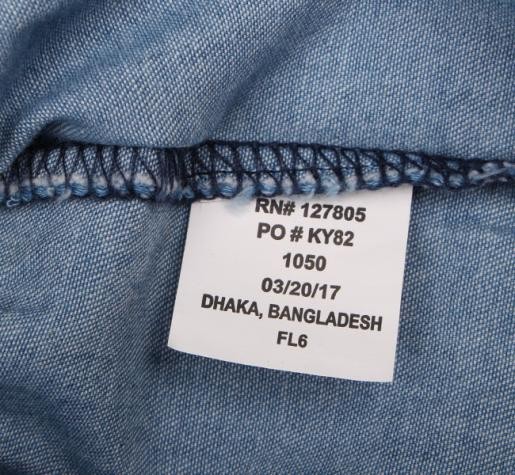 RN# 127805
PO # KY82
1050
03/20/17
DHAKA, BANGLADESH
FL6